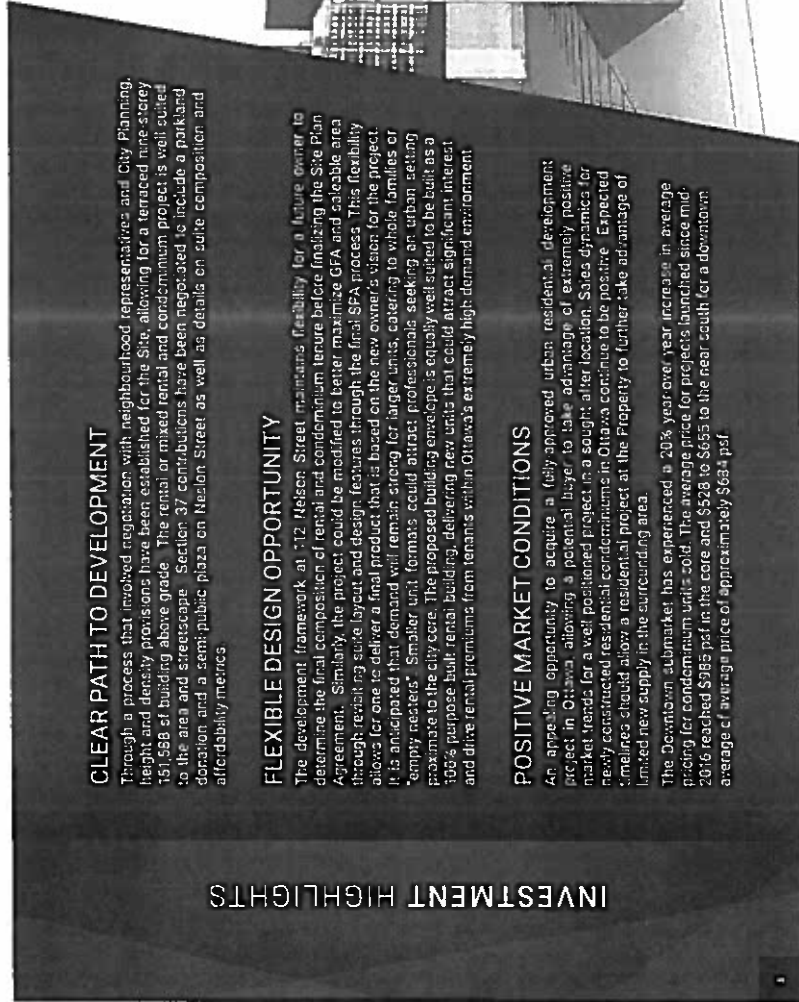 INVESTMENT HIGHLIGHTS
CLEAR PATH TO DEVELOPMENT
Through a process that involved negotiation with neighbourhood representatives and City Planning,
height and density provisions have been established for the Site, allowing for a terraced nine-storey
151,588 sf building above grade. The rental or mixed rental and condominium project is well suited
to the area and streetscape. Section 37 contributions have been negotiated to include a parkland
donation and a semi-public plaza on Neslon Street as well as details on suite composition and
affordability metrics.
FLEXIBLE DESIGN OPPORTUNITY
The development framework at 112 Nelson Street maintains flexibility for a future owner to
determine the final composition of rental and condominium tenure before finalizing the Site Plan
Agreement. Similarly, the project could be modified to better maximize GFA and saleable area
through revisiting suite layout and design features through the final SPA process. This flexibility
allows for one to deliver a final product that is based on the new owner's vision for the project.
It is anticipated that demand will remain strong for larger units, catering to whole families or
"empty nesters". Smaller unit formats could attract professionals seeking an urban setting
proximate to the city core. The proposed building envelope is equally well suited to be built as a
100% purpose built rental building, delivering new units that could attract significant interest
and drive rental premiums from tenants within Ottawa's extremely high demand environment
POSITIVE MARKET CONDITIONS
An appealing opportunity to acquire a fully approved urban residential development
project in Ottawa, allowing a potential buyer to take advantage of extremely positive
market trends for a well positioned project in a sought after location. Sales dynamics for
newly constructed residential condominiums in Ottawa continue to be positive. Expected
timelines should allow a residential project at the Property to further take advantage of
limited new supply in the surrounding area.
The Downtown submarket has experienced a 20% year over year increase in average
pricing for condominium units sold. The average price for projects launched since mid-
2016 reached $985 psf in the core and $528 to $655 to the near south for a downtown
average of average price of approximately $634 psf